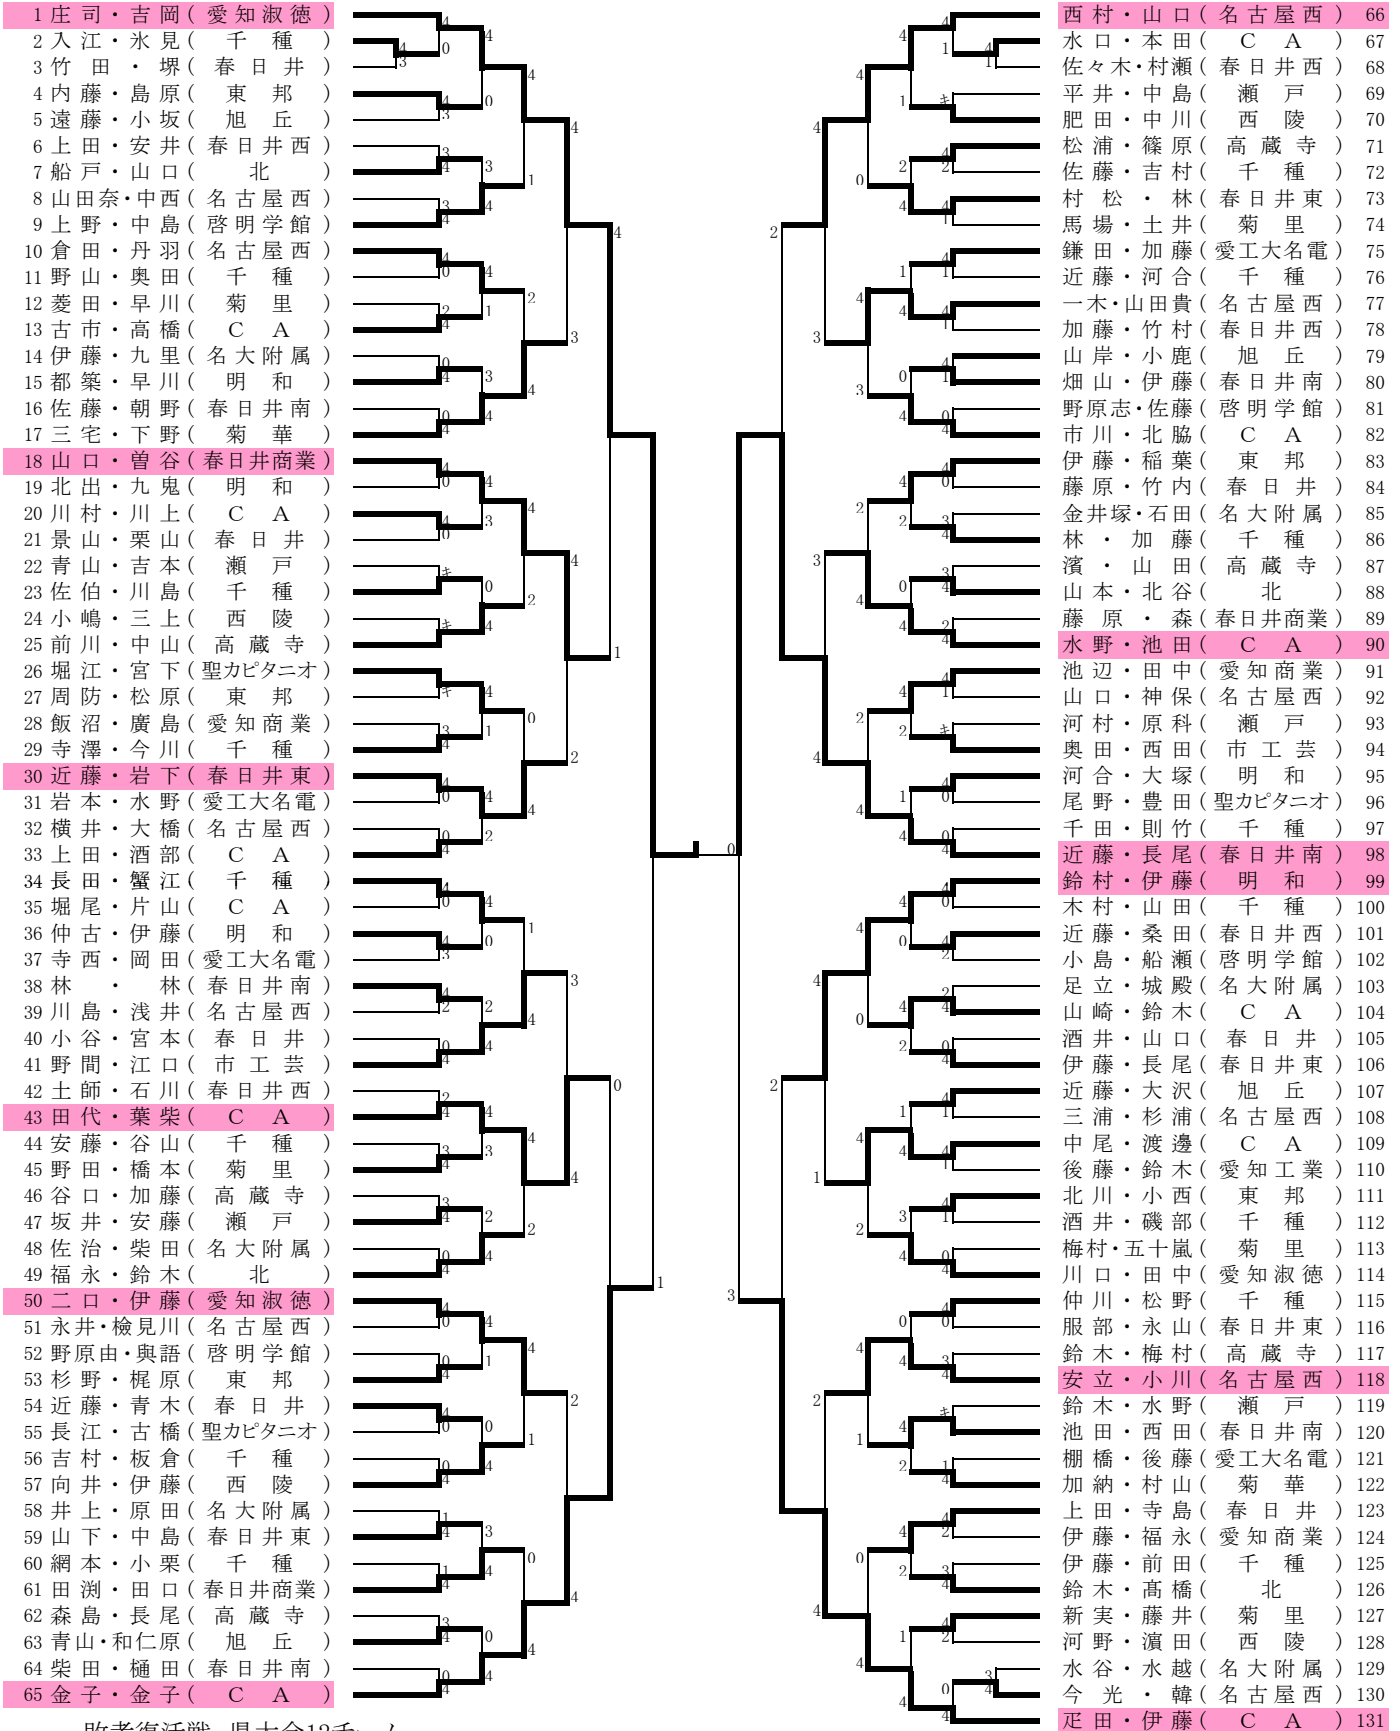 1 庄司・吉岡(愛知淑徳)
2 入江・氷見(千種)
3 竹田・堺(春日井)
4 内藤・島原(東邦)
5 遠藤・小坂(旭丘)
6 上田・安井(春日井西)
7 船戸・山口(北)
8 山田奈・中西(名古屋西)
9 上野・中島(啓明学館)
10 倉田・丹羽(名古屋西)
11 野山・奥田(千種)
12 菱田・早川(菊里)
13 古市・高橋(CA)
14 伊藤・九里(名大附属)
15 都築・早川(明和)
16 佐藤・朝野(春日井南)
17 三宅・下野(菊華)
18 山口・曽谷(春日井商業)
19 北出・九鬼(明和)
20 川村・川上(CA)
21 景山・栗山(春日井)
22 青山・吉本(瀬戸)
23 佐伯・川島(千種)
24 小嶋・三上(西陵)
25 前川・中山(高蔵寺)
26 堀江・宮下(聖カピタニオ)
27 周防・松原(東邦)
28 飯沼・廣島(愛知商業)
29 寺澤・今川(千種)
30 近藤・岩下(春日井東)
31 岩本・水野(愛工大名電)
32 横井・大橋(名古屋西)
33 上田・酒部(CA)
34 長田・蟹江(千種)
35 堀尾・片山(CA)
36 仲古・伊藤(明和)
37 寺西・岡田(愛工大名電)
38 林・林(春日井南)
39 川島・浅井(名古屋西)
40 小谷・宮本(春日井)
41 野間・江口(市工芸)
42 土師・石川(春日井西)
43 田代・葉柴(CA)
44 安藤・谷山(千種)
45 野田・橋本(菊里)
46 谷口・加藤(高蔵寺)
47 坂井・安藤(瀬戸)
48 佐治・柴田(名大附属)
49 福永・鈴木(北)
50 二口・伊藤(愛知淑徳)
51 永井・檢見川(名古屋西)
52 野原由・與語(啓明学館)
53 杉野・梶原(東邦)
54 近藤・青木(春日井)
55 長江・古橋(聖カピタニオ)
56 吉村・板倉(千種)
57 向井・伊藤(西陵)
58 井上・原田(名大附属)
59 山下・中島(春日井東)
60 網本・小栗(千種)
61 田渕・田口(春日井商業)
62 森島・長尾(高蔵寺)
63 青山・和仁原(旭丘)
64 柴田・樋田(春日井南)
65 金子・金子(CA)
西村・山口(名古屋西) 66
水口・本田(CA) 67
佐々木・村瀬(春日井西) 68
平井・中島(瀬戸) 69
肥田・中川(西陵) 70
松浦・篠原(高蔵寺) 71
佐藤・吉村(千種) 72
村松・林(春日井東) 73
馬場・土井(菊里) 74
鎌田・加藤(愛工大名電) 75
近藤・河合(千種) 76
一木・山田貴(名古屋西) 77
加藤・竹村(春日井西) 78
山岸・小鹿(旭丘) 79
畑山・伊藤(春日井南) 80
野原志・佐藤(啓明学館) 81
市川・北脇(CA) 82
伊藤・稲葉(東邦) 83
藤原・竹内(春日井) 84
金井塚・石田(名大附属) 85
林・加藤(千種) 86
濱・山田(高蔵寺) 87
山本・北谷(北) 88
藤原・森(春日井商業) 89
水野・池田(CA) 90
池辺・田中(愛知商業) 91
山口・神保(名古屋西) 92
河村・原科(瀬戸) 93
奥田・西田(市工芸) 94
河合・大塚(明和) 95
尾野・豊田(聖カピタニオ) 96
千田・則竹(千種) 97
近藤・長尾(春日井南) 98
鈴村・伊藤(明和) 99
木村・山田(千種) 100
近藤・桑田(春日井西) 101
小島・船瀬(啓明学館) 102
足立・城殿(名大附属) 103
山崎・鈴木(CA) 104
酒井・山口(春日井) 105
伊藤・長尾(春日井東) 106
近藤・大沢(旭丘) 107
三浦・杉浦(名古屋西) 108
中尾・渡邊(CA) 109
後藤・鈴木(愛知工業) 110
北川・小西(東邦) 111
酒井・磯部(千種) 112
梅村・五十嵐(菊里) 113
川口・田中(愛知淑徳) 114
仲川・松野(千種) 115
服部・永山(春日井東) 116
鈴木・梅村(高蔵寺) 117
安立・小川(名古屋西) 118
鈴木・水野(瀬戸) 119
池田・西田(春日井南) 120
棚橋・後藤(愛工大名電) 121
加納・村山(菊華) 122
上田・寺島(春日井) 123
伊藤・福永(愛知商業) 124
伊藤・前田(千種) 125
鈴木・髙橋(北) 126
新実・藤井(菊里) 127
河野・濵田(西陵) 128
水谷・水越(名大附属) 129
今光・韓(名古屋西) 130
疋田・伊藤(CA) 131